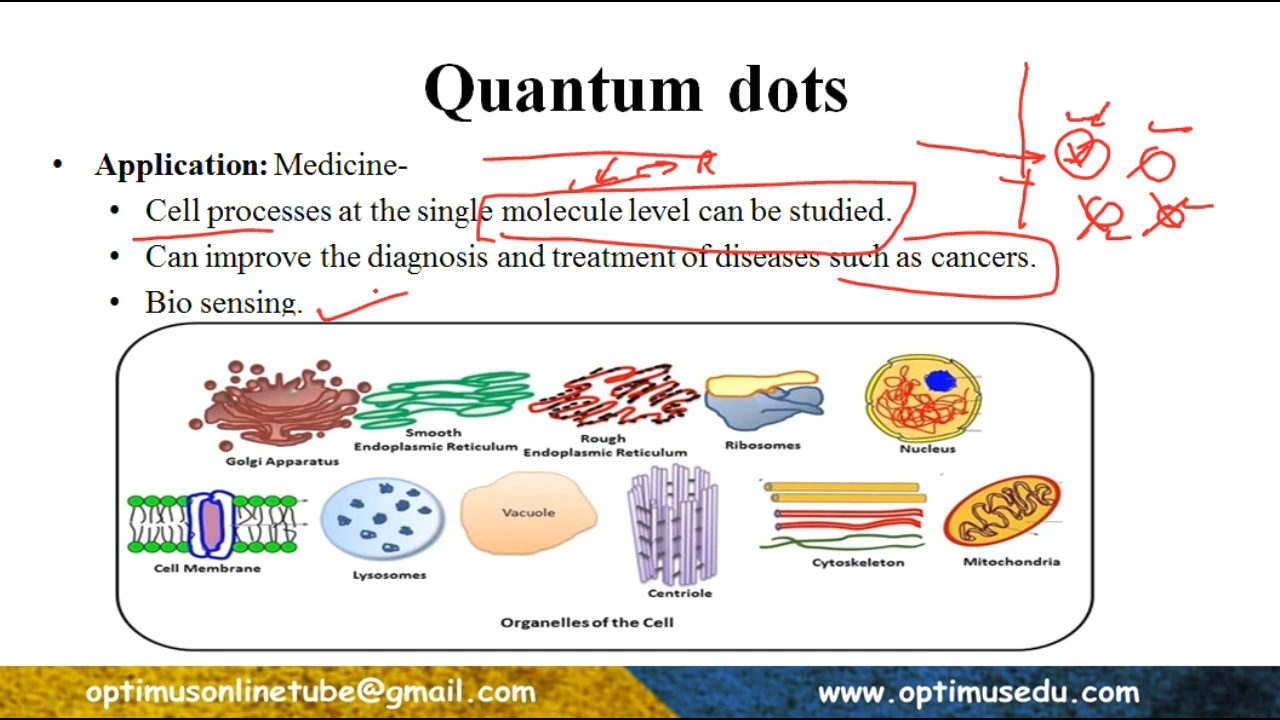 Quantum dots
• Application: Medicine-
R
• Cell processes at the single molecule level can be studied.
• Can improve the diagnosis and treatment of diseases such as cancers.
• Bio sensing.
Golgi Apparatus
Smooth
Endoplasmic Reticulum
Rough
Endoplasmic Reticulum
Ribosomes
Nucleus
Cell Membrane
Lysosomes
Vacuole
Centriole
Cytoskeleton
Mitochondria
Organelles of the Cell
optimusonlinetube@gmail.com
www.optimusedu.com